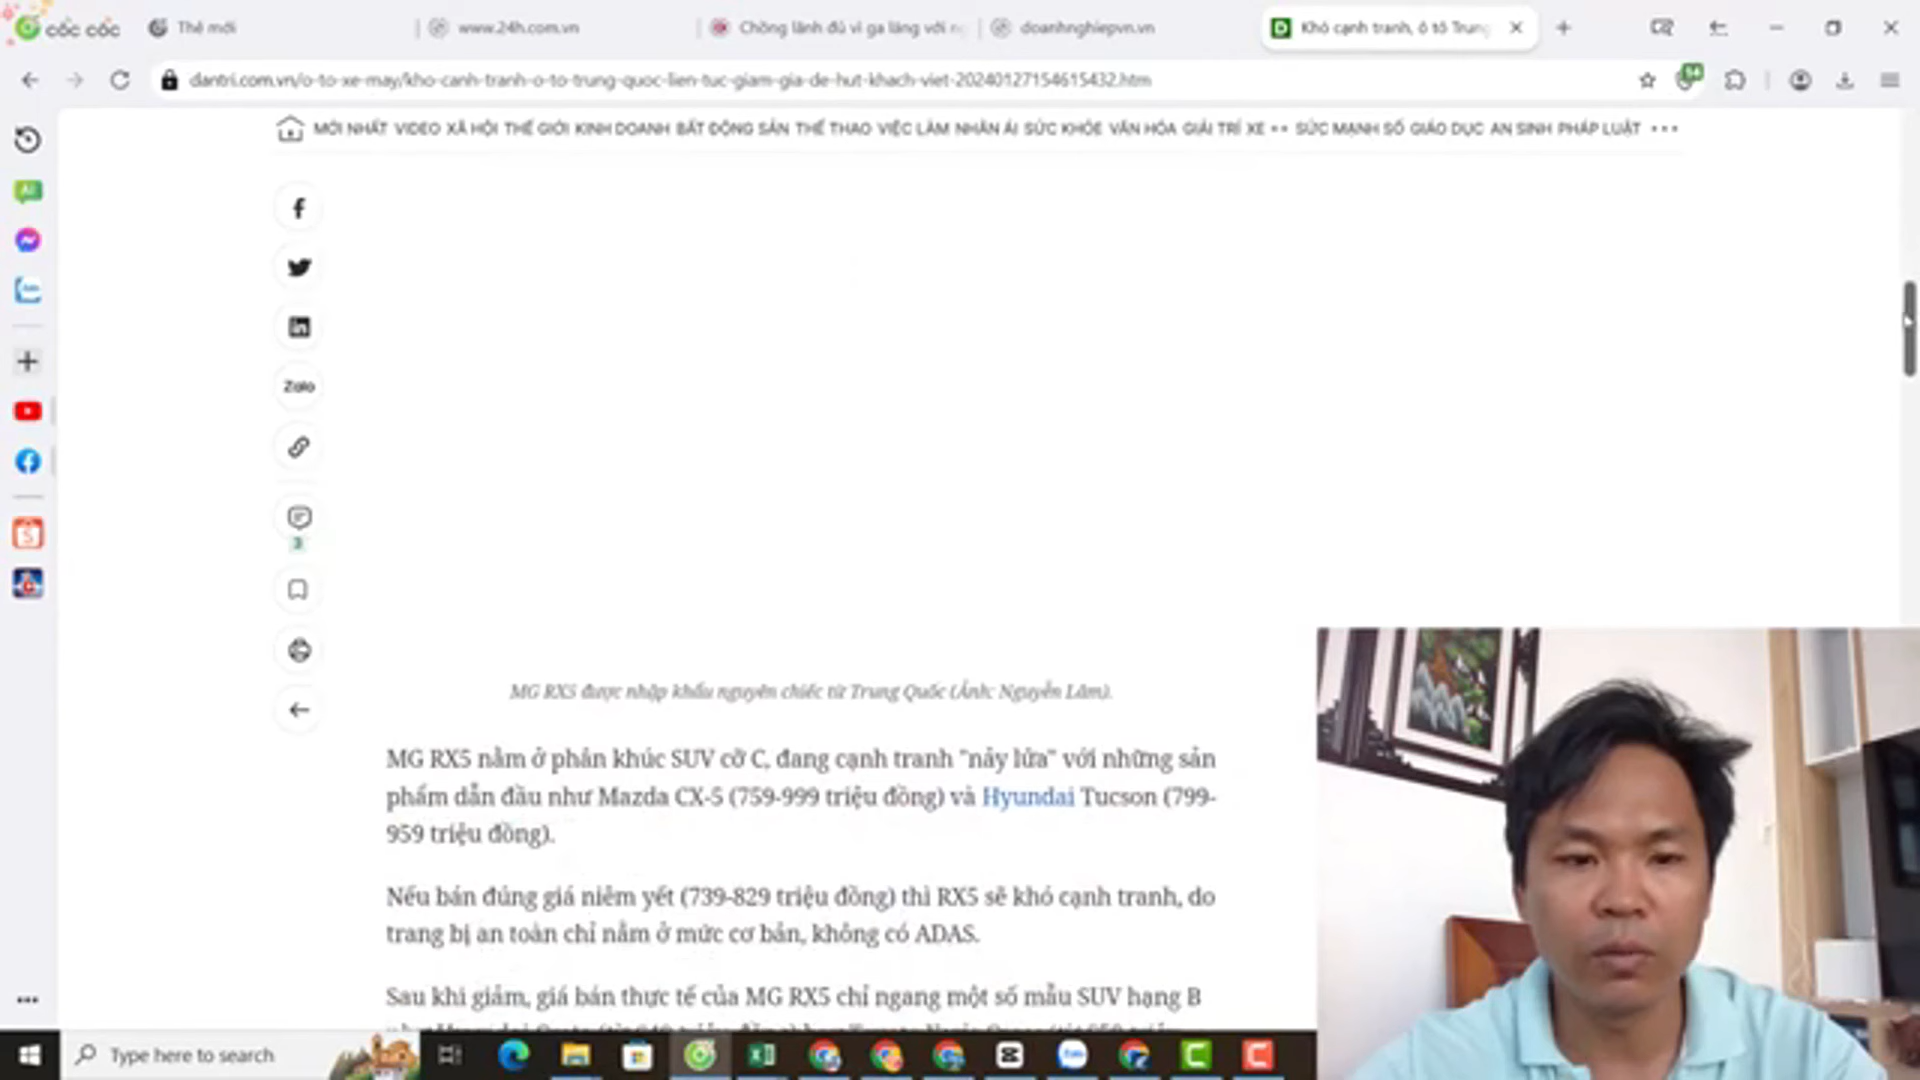 cốc cốc
Thẻ mới
www.24h.com.vn
Chồng lãnh đủ vì ga lăng với
doanhnghiepvn.vn
Khó cạnh tranh, ô tô Trung
dantri.com.vn/o-to-xe-may/kho-canh-tranh-o-to-trung-quoc-lien-tuc-giam-gia-de-hut-khach-viet-20240127154615432.htm
MỚI NHẤT VIDEO XÃ HỘI THẾ GIỚI KINH DOANH BẤT ĐỘNG SẢN THỂ THAO VIỆC LÀM NHÂN ÁI SỨC KHỎE VĂN HÓA GIẢI TRÍ XE •• SỨC MẠNH SỐ GIÁO DỤC AN SINH PHÁP LUẬT •••
Zalo
3
MG RX5 được nhập khẩu nguyên chiếc từ Trung Quốc (Ảnh: Nguyễn Lâm).
MG RX5 nằm ở phân khúc SUV cỡ C, đang cạnh tranh "nảy lửa" với những sản
phẩm dẫn đầu như Mazda CX-5 (759-999 triệu đồng) và Hyundai Tucson (799-
959 triệu đồng).
Nếu bán đúng giá niêm yết (739-829 triệu đồng) thì RX5 sẽ khó cạnh tranh, do
trang bị an toàn chỉ nằm ở mức cơ bản, không có ADAS.
Sau khi giảm, giá bán thực tế của MG RX5 chỉ ngang một số mẫu SUV hạng B
Type here to search